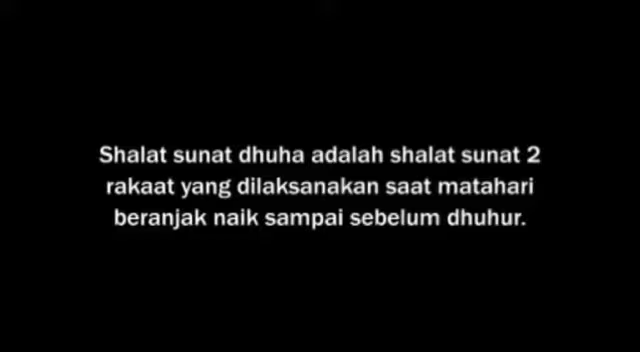 Shalat sunat dhuha adalah shalat sunat 2
rakaat yang dilaksanakan saat matahari
beranjak naik sampai sebelum dhuhur.